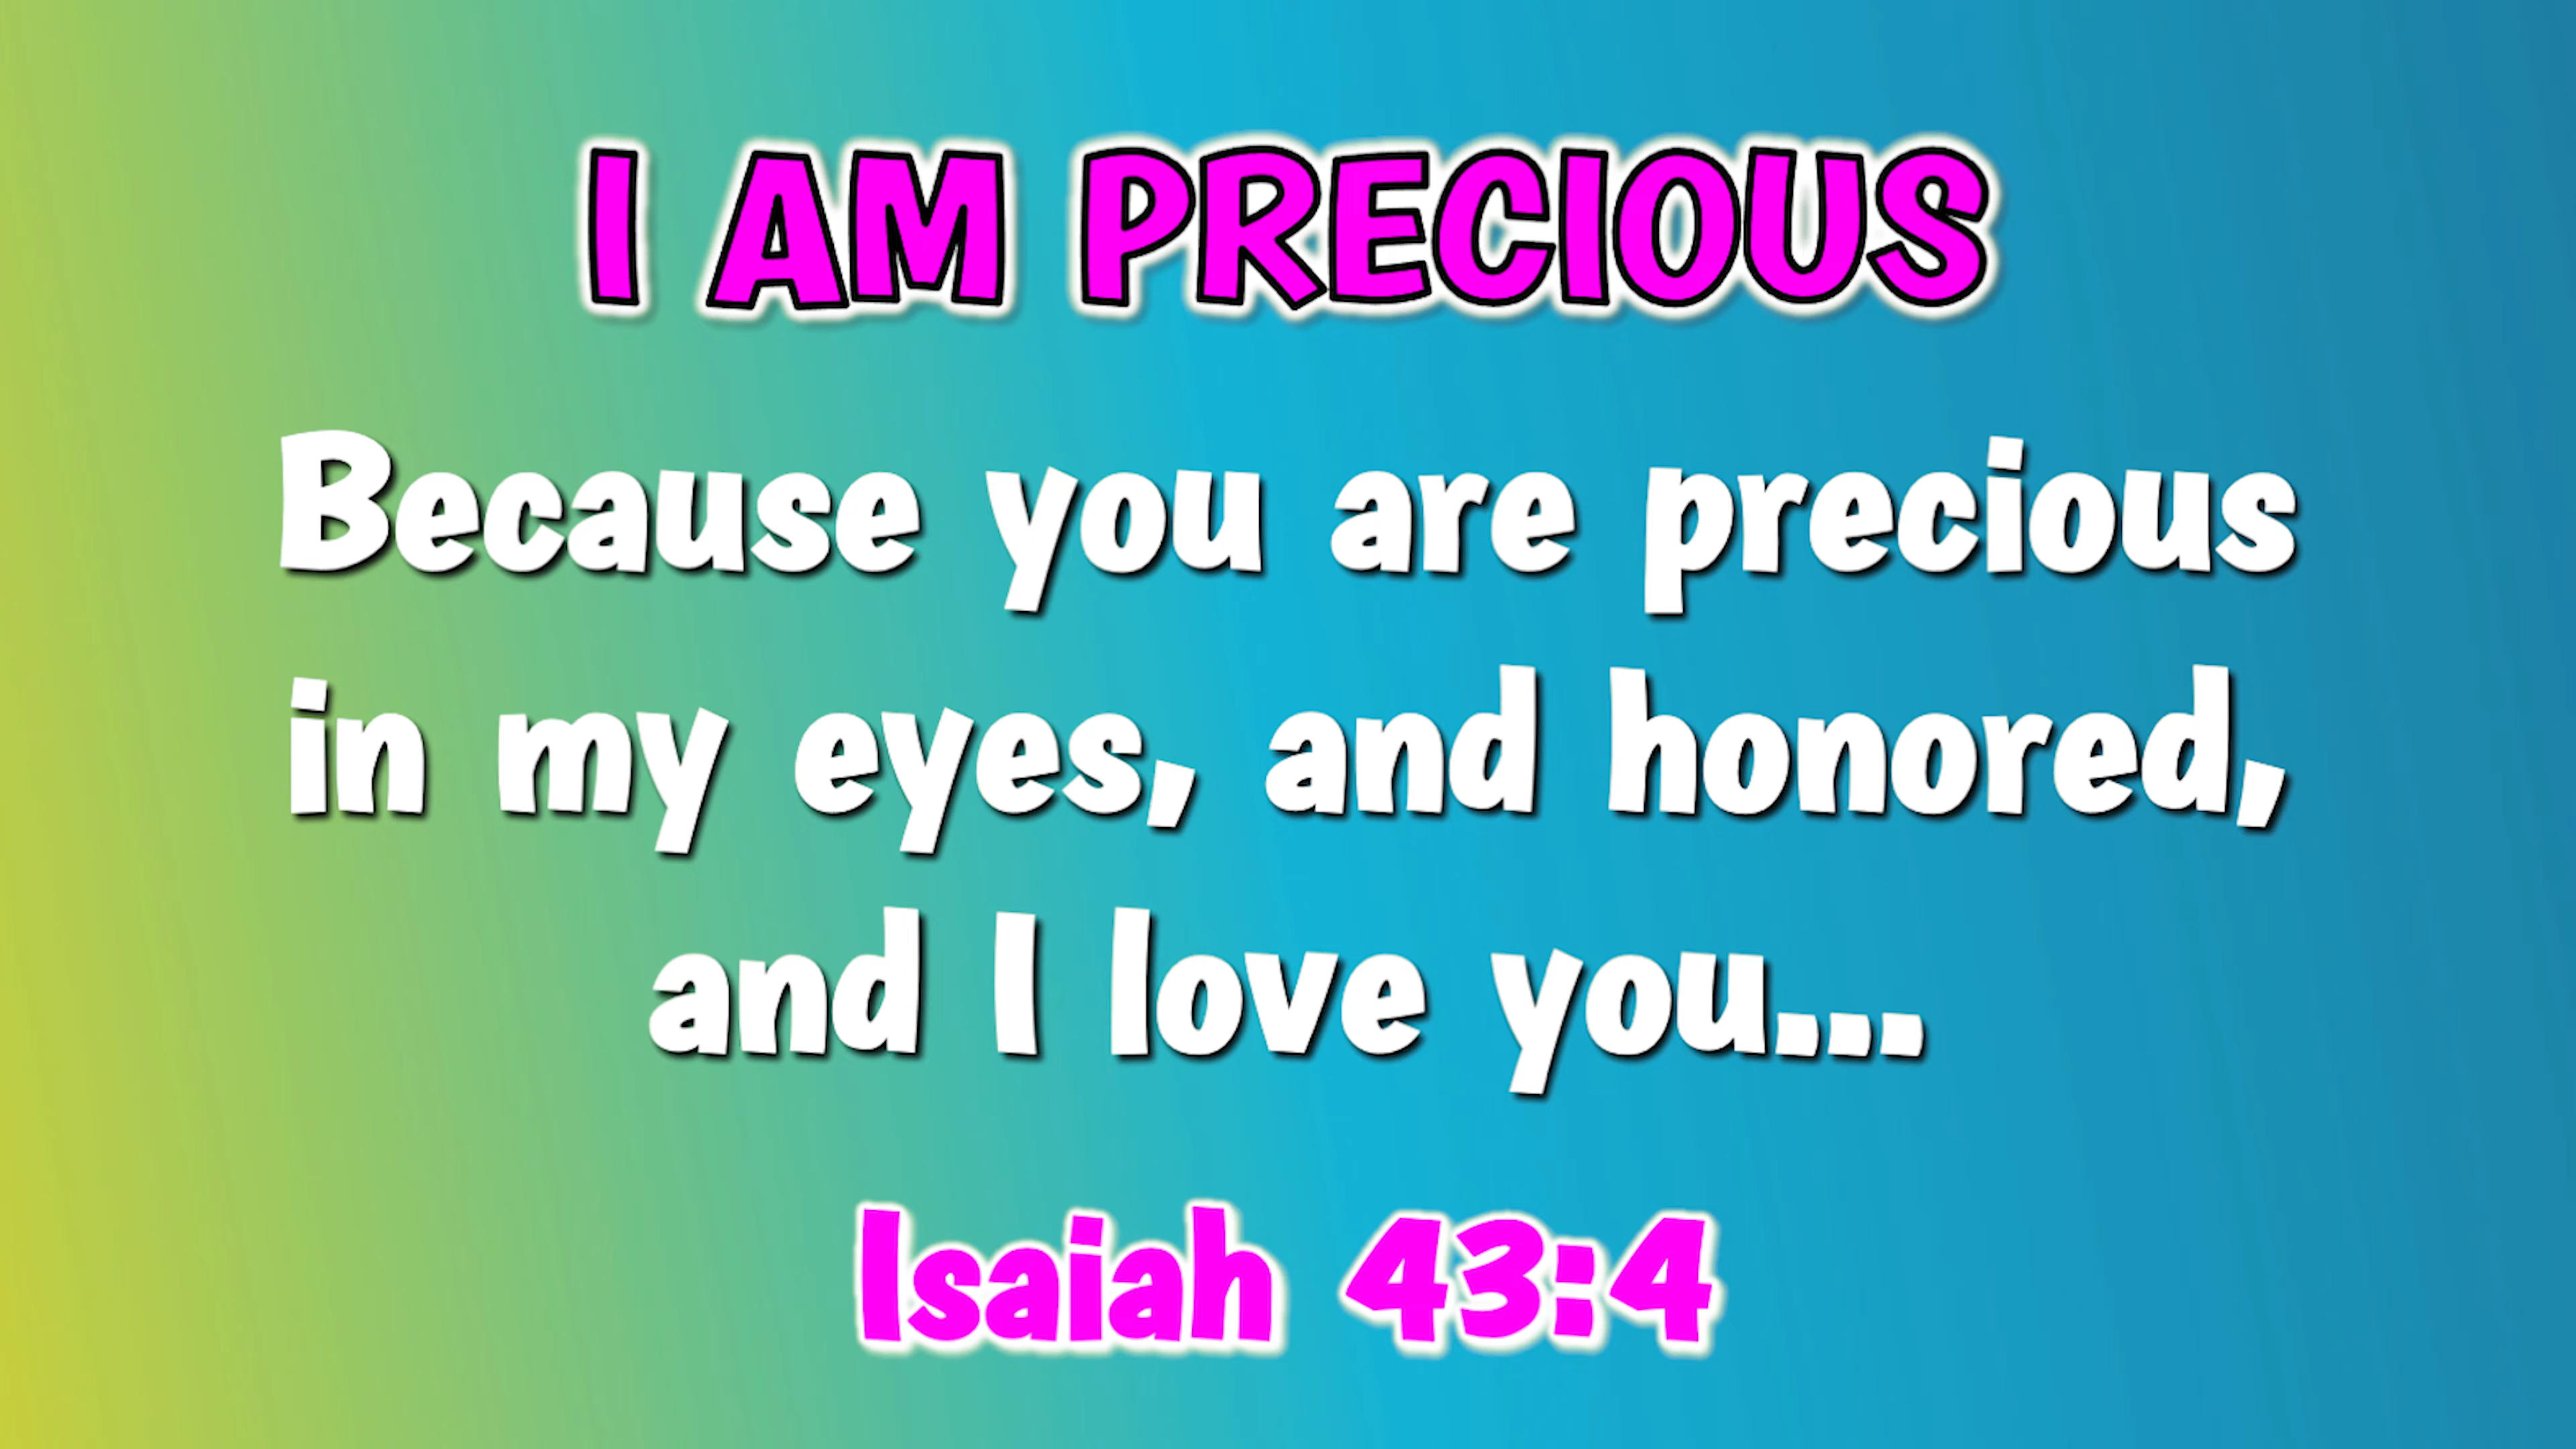 I AM PRECIOUS
Because you are precious
in my eyes, and honored,
and I love you...
Isaiah 43:4